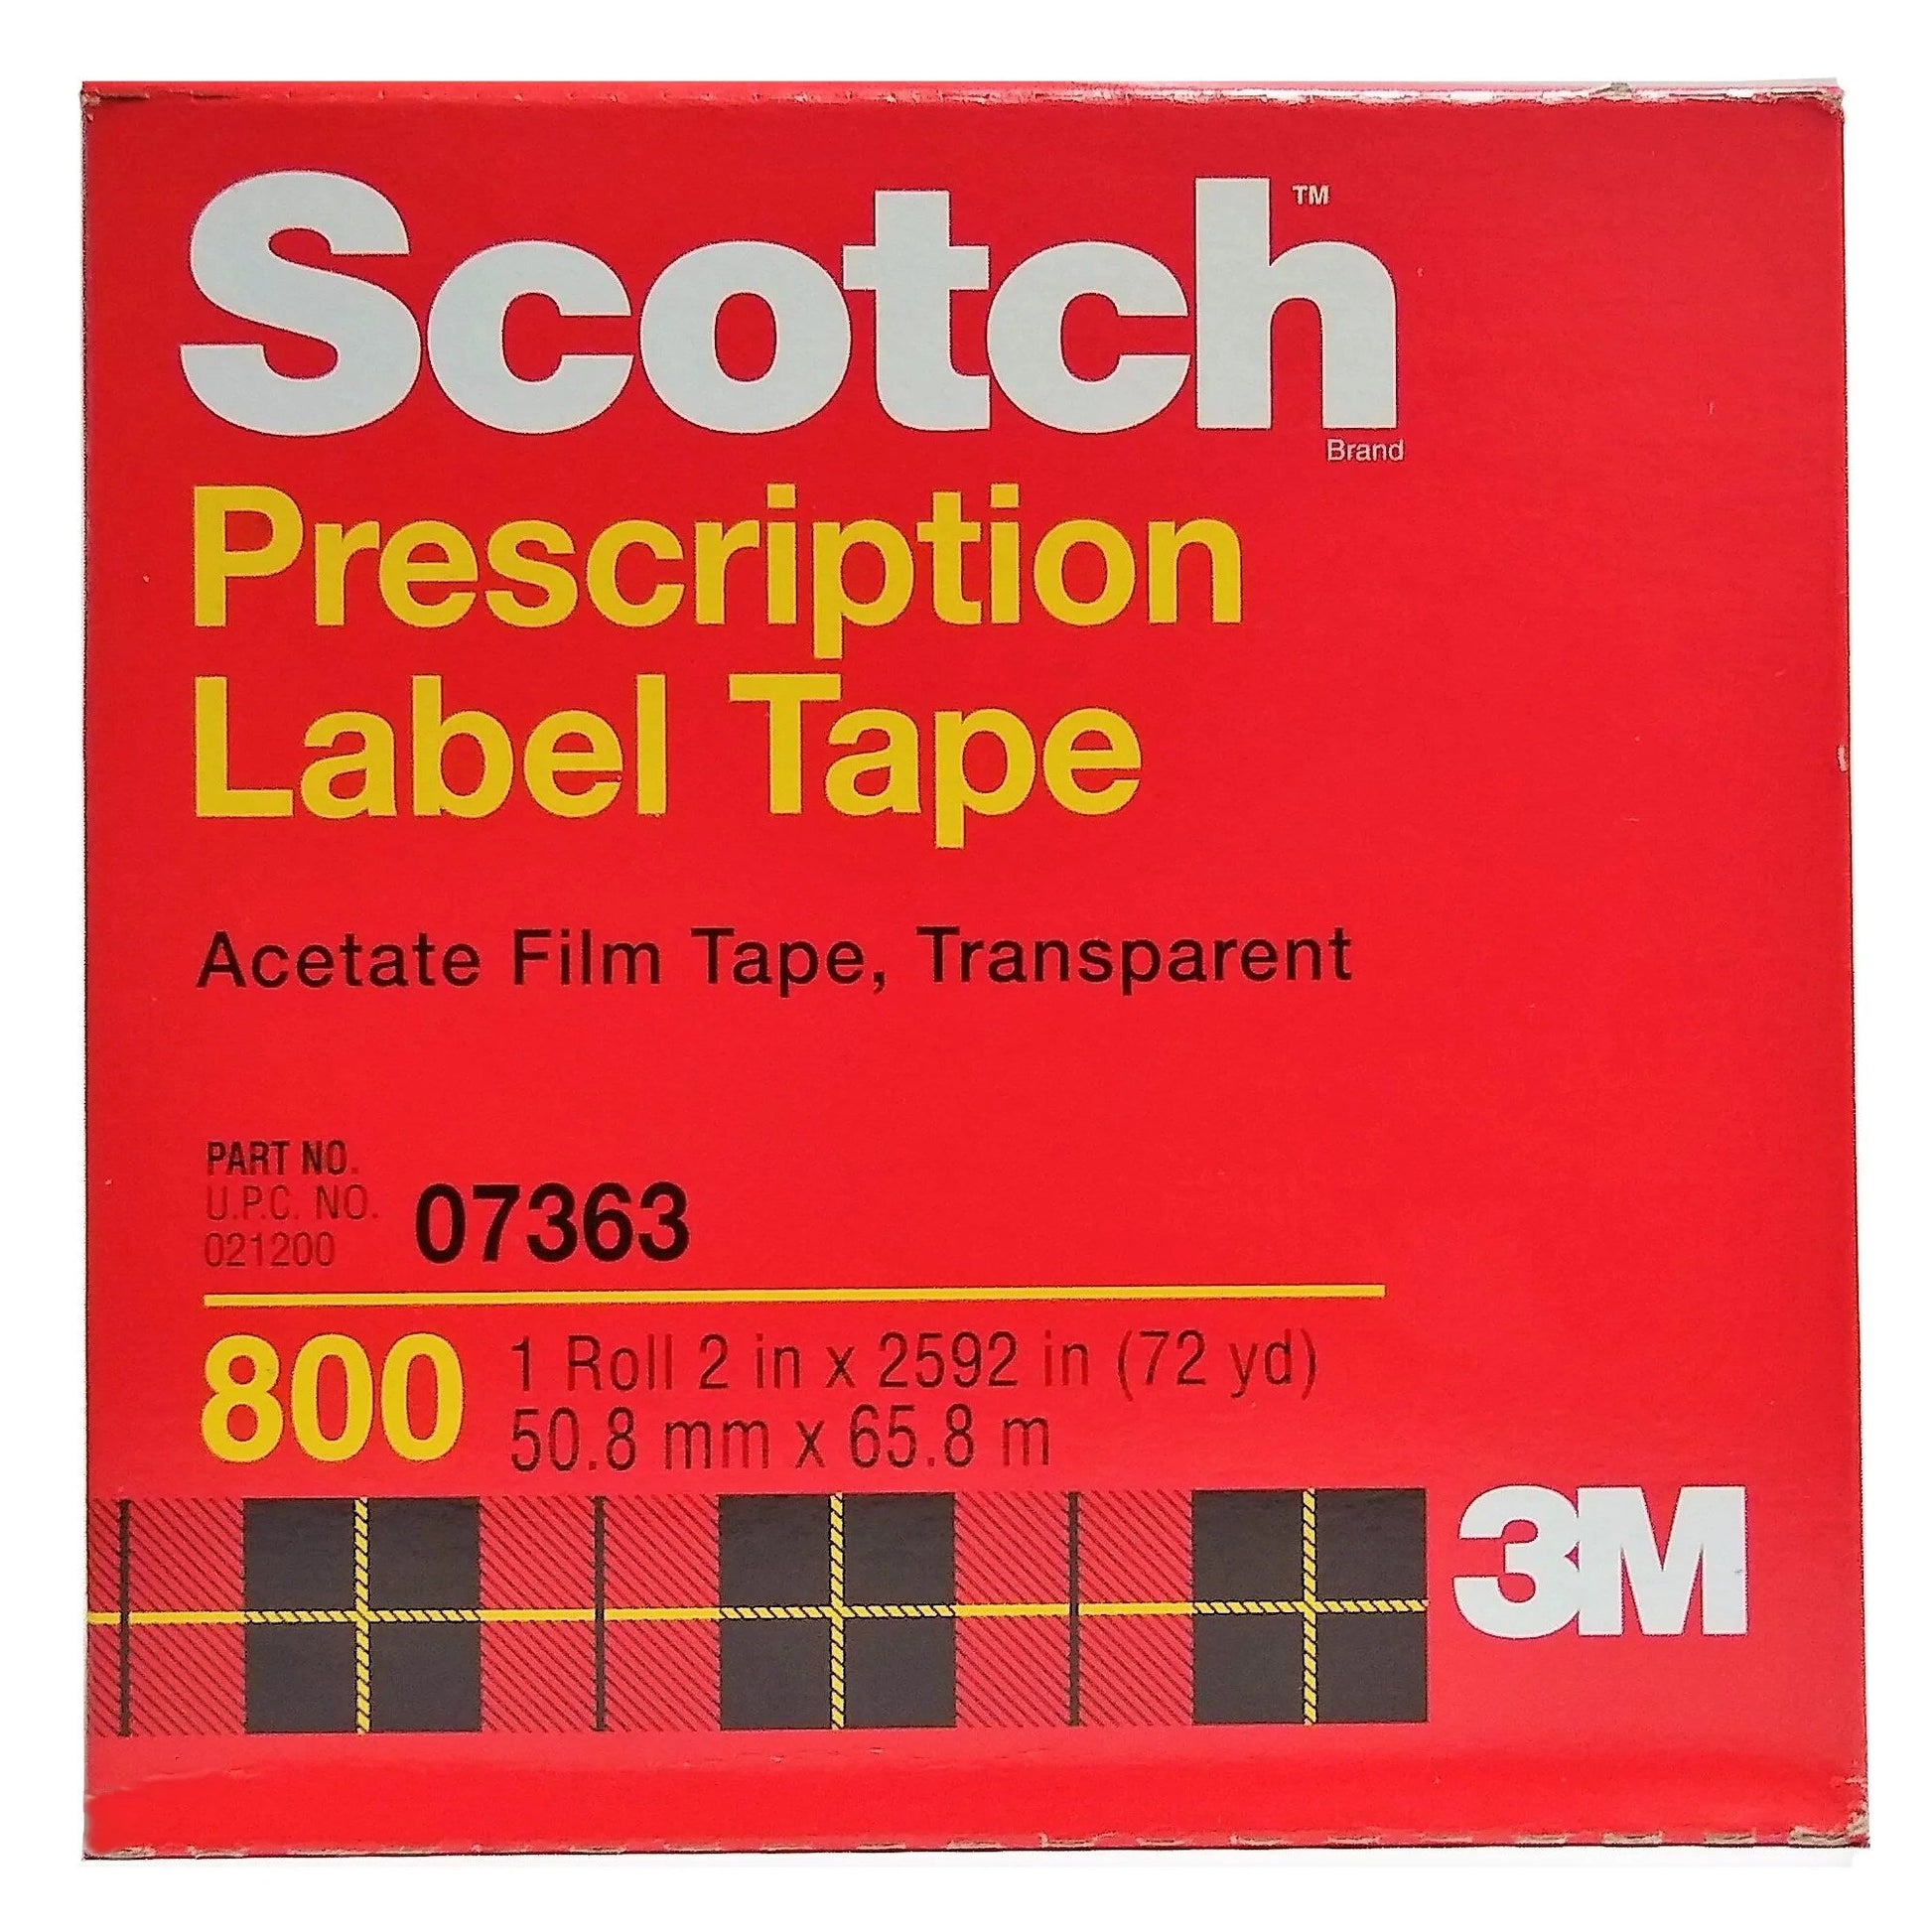 Scotch™
Brand
Prescription
Label Tape
Acetate Film Tape, Transparent
PART NO.
U.P.C. NO.
021200
07363
800
1 Roll 2 in x 2592 in (72 yd)
50.8 mm x 65.8 m
3M